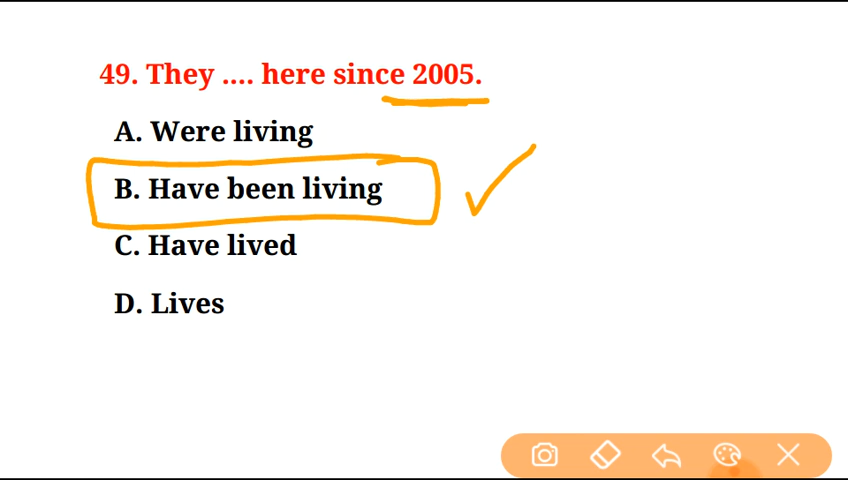 49. They .... here since 2005.
A. Were living
B. Have been living
C. Have lived
D. Lives